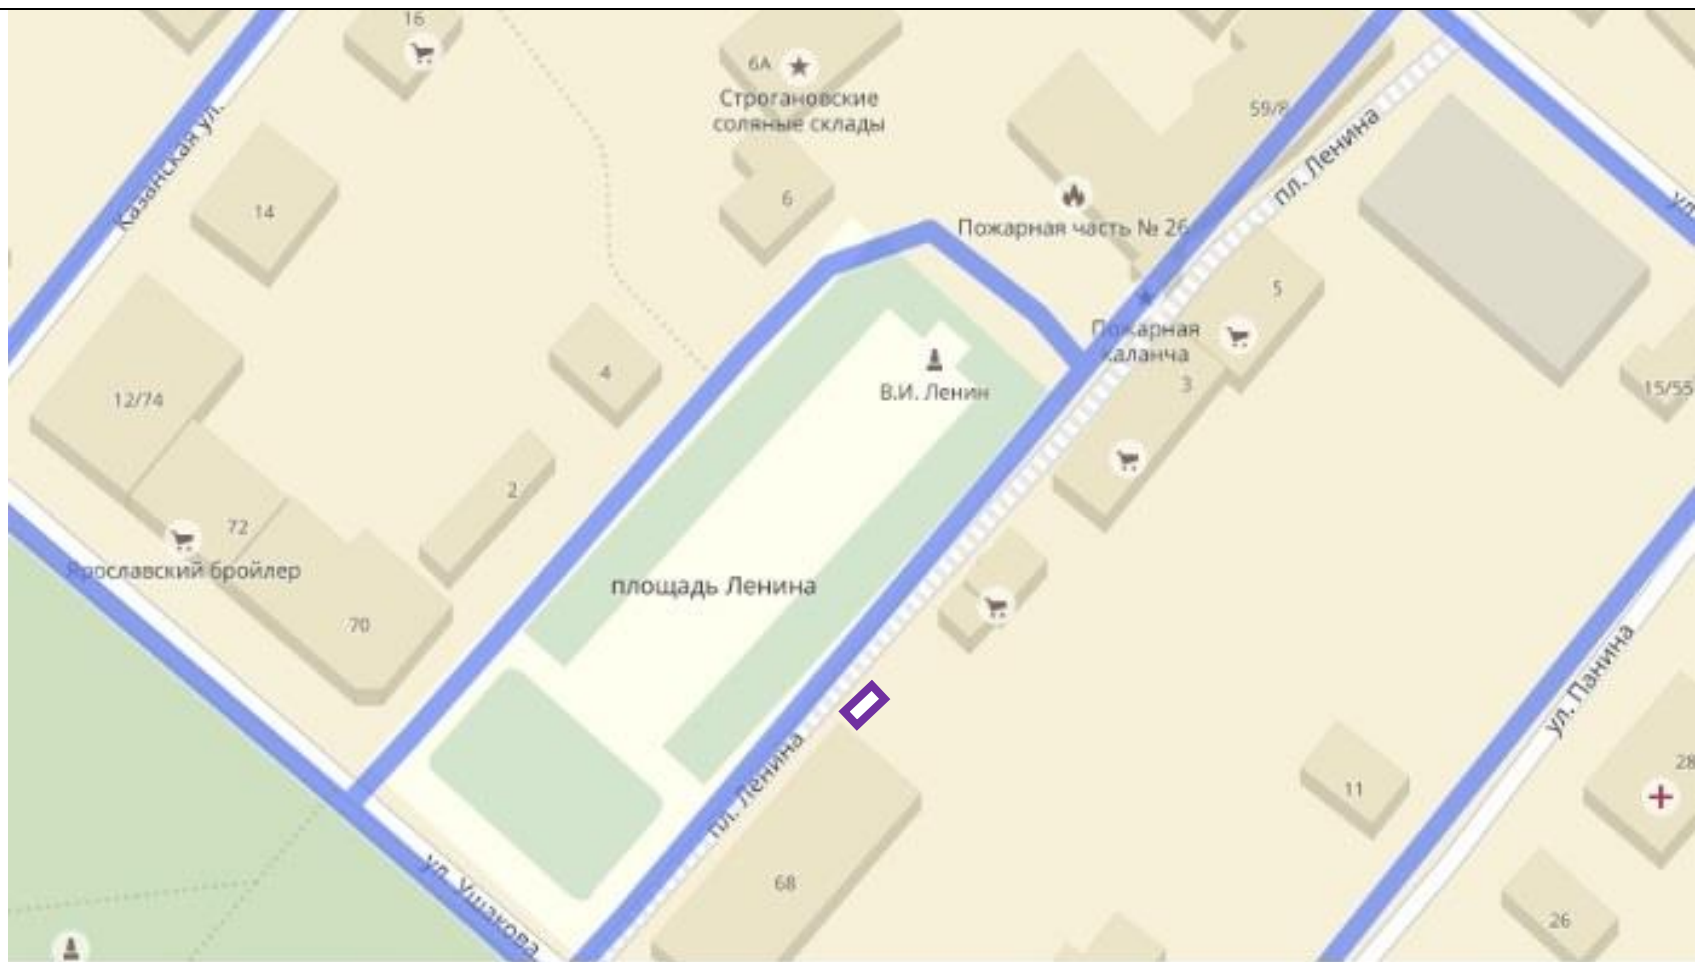 16
6А
Строгановские
соляные склады
59/8
Казанская ул.
пл. Ленина
14
6
Пожарная часть № 26
ул.
5
Пожарная
каланча
4
В.И. Ленин
3
15/55
12/74
2
72
Ярославский бройлер
площадь Ленина
70
ул. Панина
пл. Ленина
28
11
ул. Ушакова
68
26